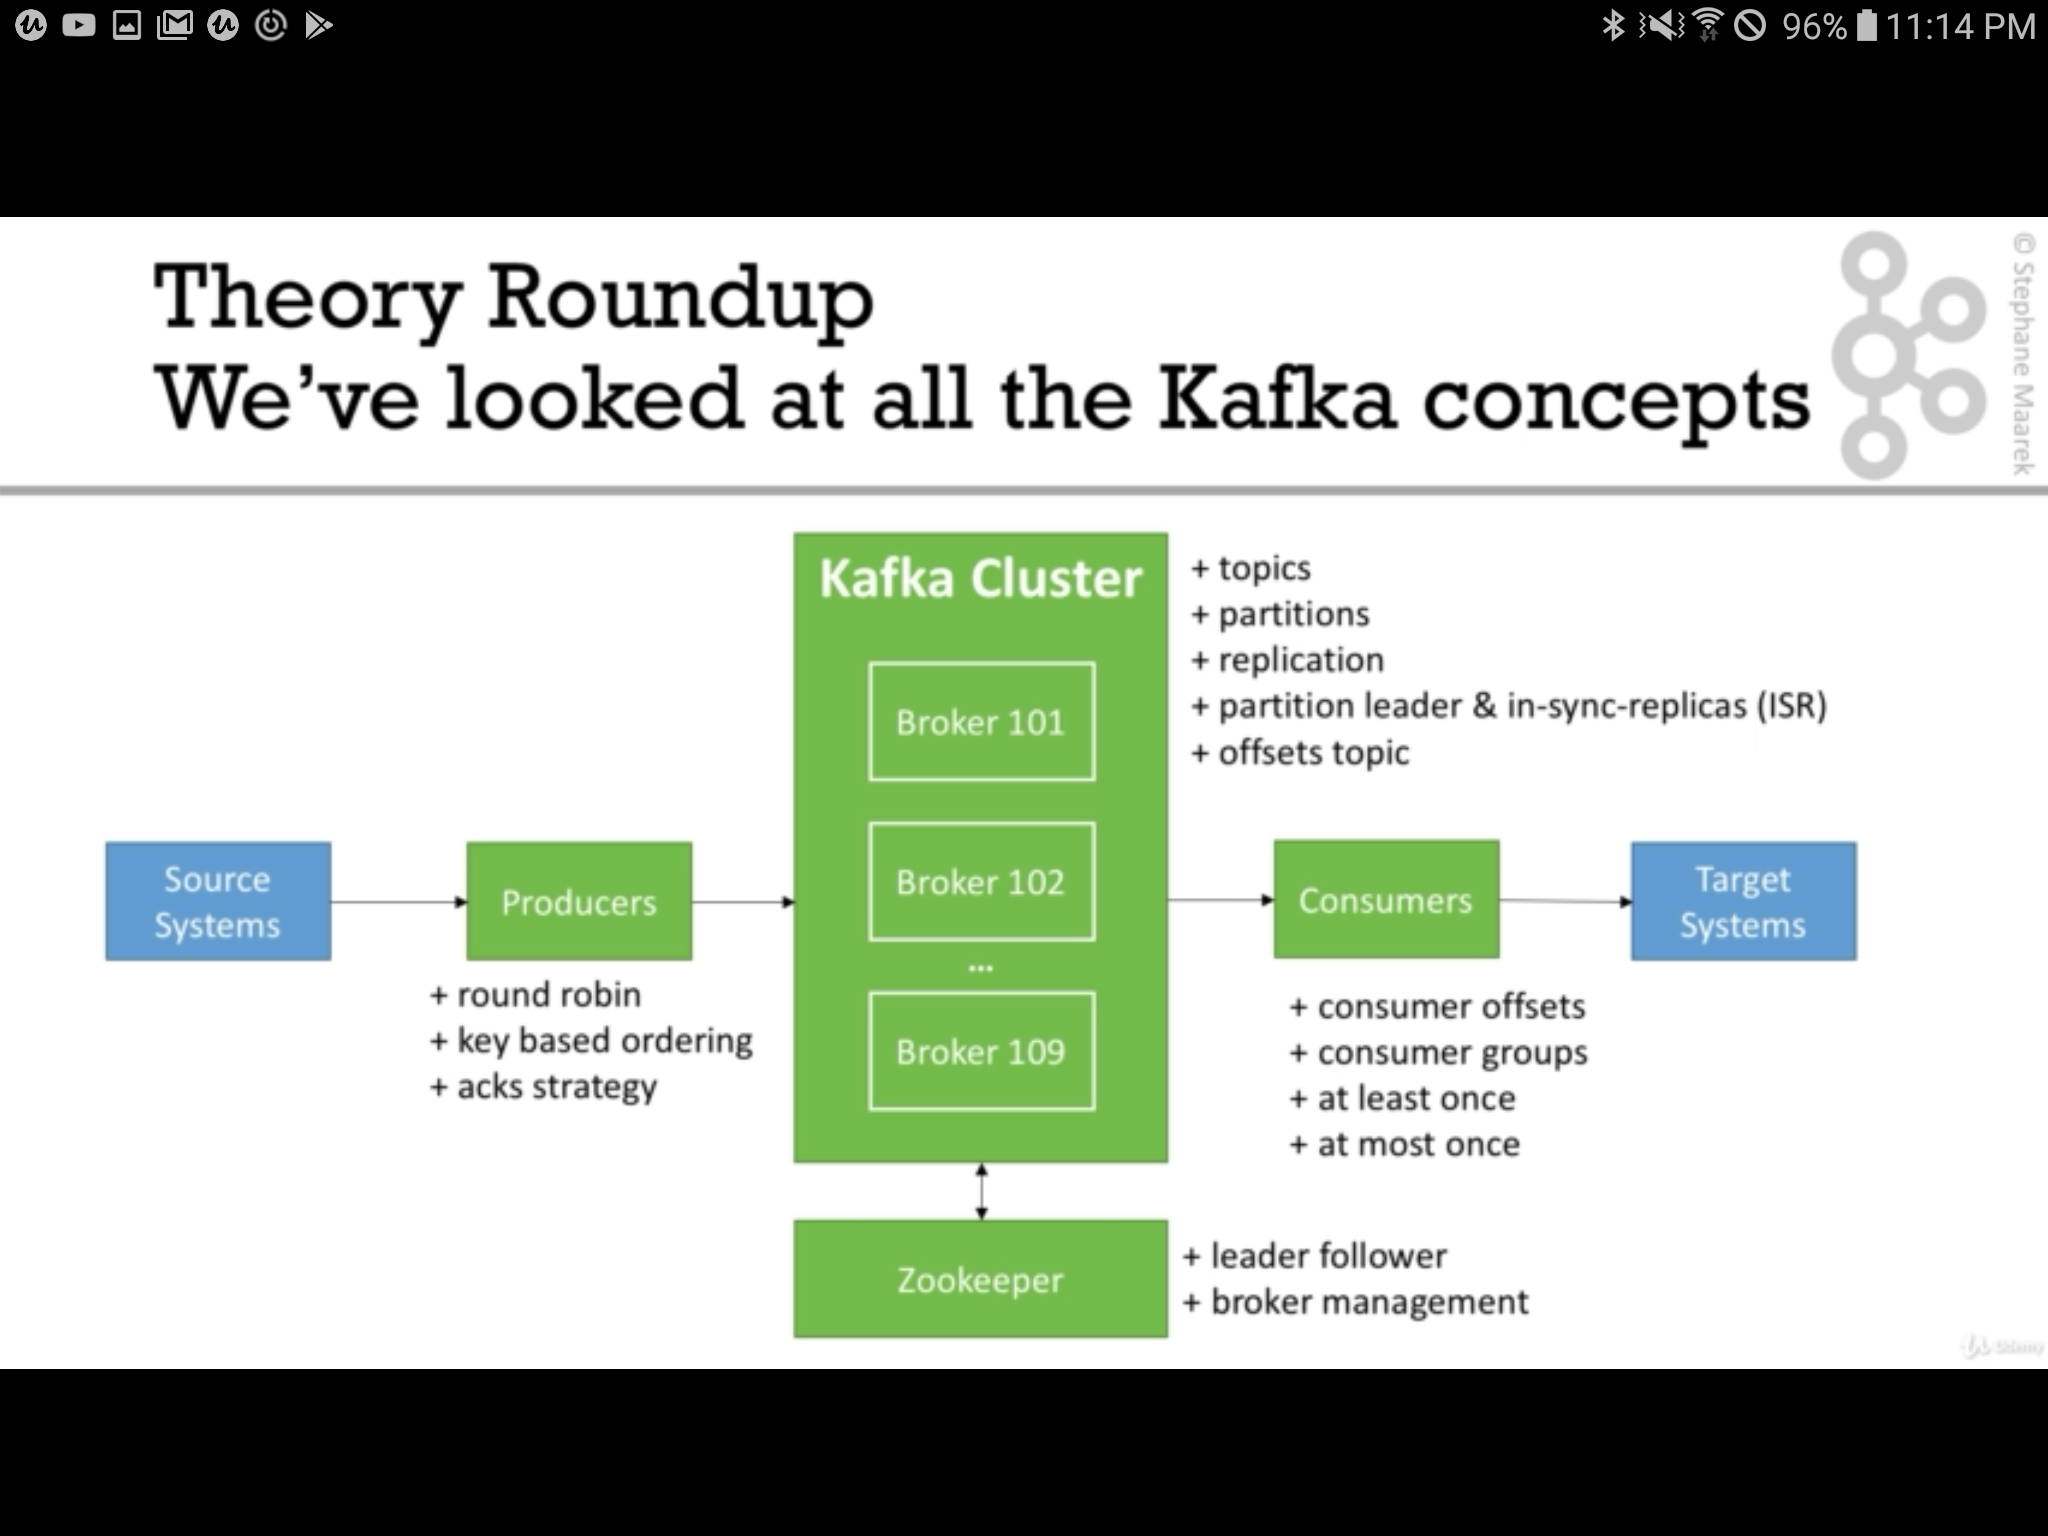 96% 11:14 PM
Theory Roundup
We've looked at all the Kafka concepts
© Stephane Maarek
Kafka Cluster
Broker 101
Broker 102
...
Broker 109
+ topics
+ partitions
+ replication
+ partition leader & in-sync-replicas (ISR)
+ offsets topic
Source
Systems
Producers
+ round robin
+ key based ordering
+ acks strategy
Consumers
+ consumer offsets
+ consumer groups
+ at least once
+ at most once
Target
Systems
Zookeeper
+ leader follower
+ broker management
Udemy